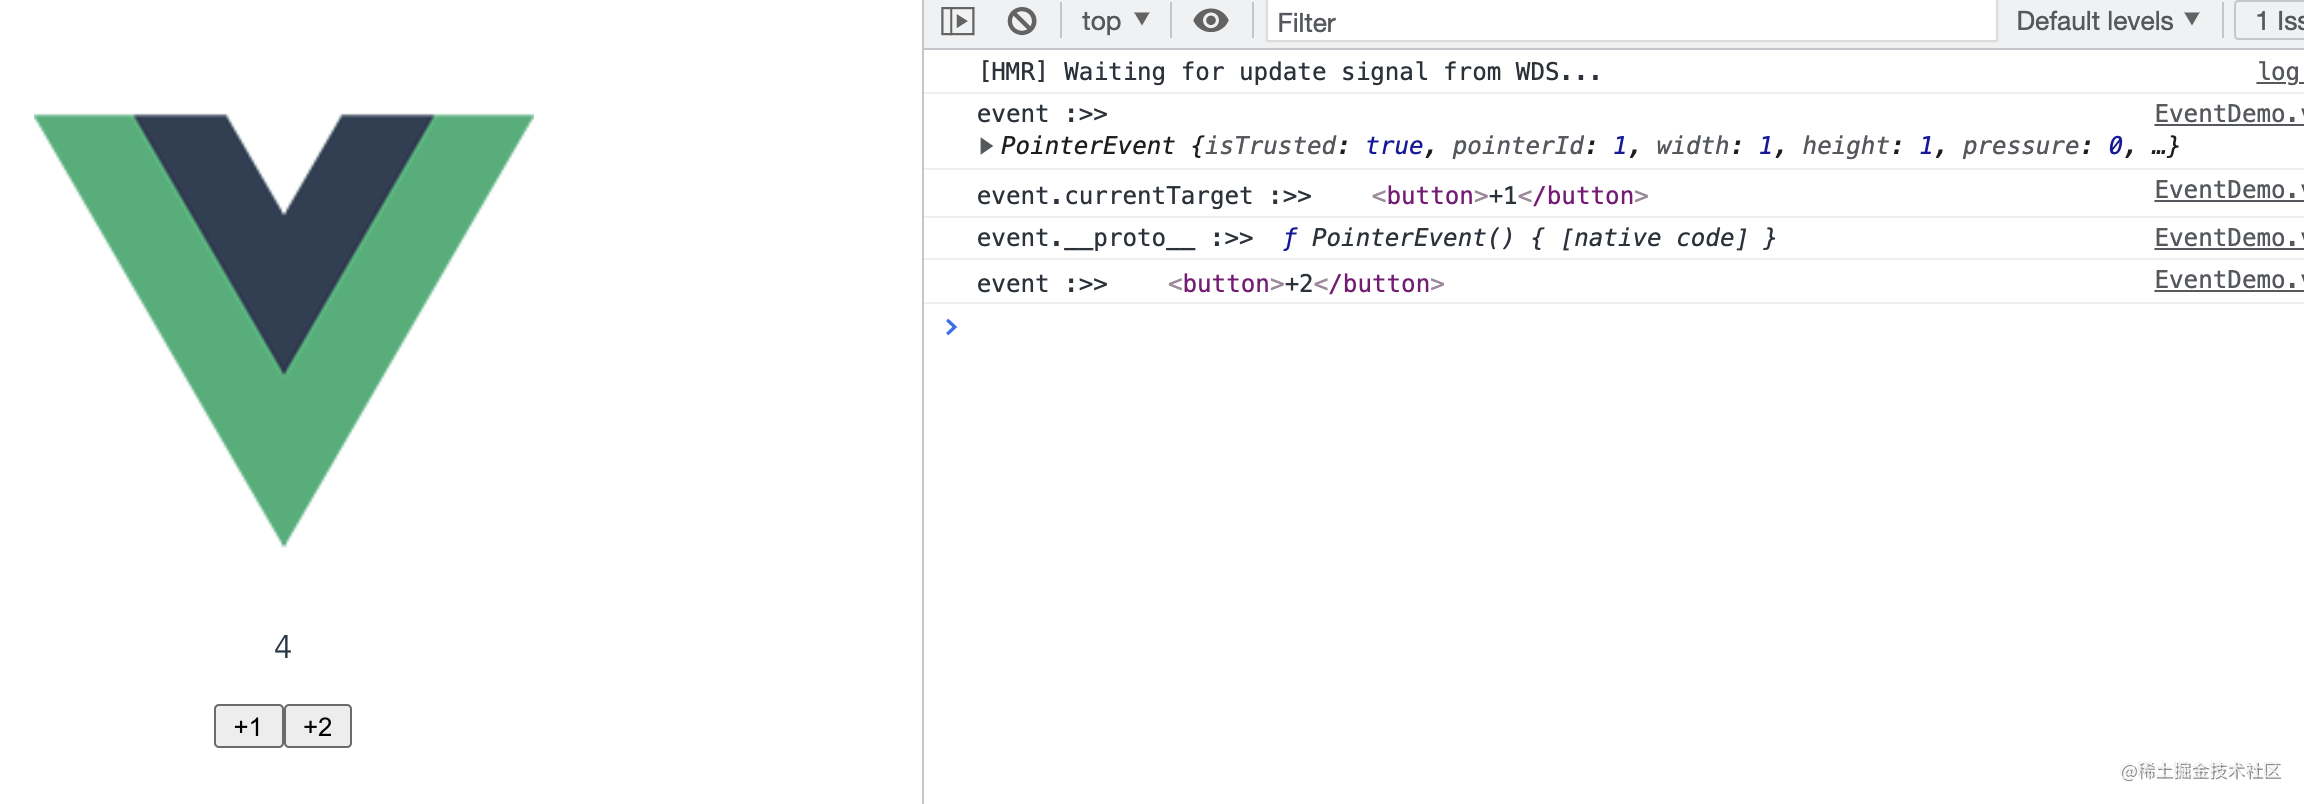 4
+1 +2
top ▼ Filter Default levels ▼ 1 Iss
[HMR] Waiting for update signal from WDS... log.
event :>> EventDemo.v
▶ PointerEvent {isTrusted: true, pointerId: 1, width: 1, height: 1, pressure: 0, …}
event.currentTarget :>> <button>+1</button> EventDemo.v
event.__proto__ :>> ƒ PointerEvent() { [native code] } EventDemo.v
event :>> <button>+2</button> EventDemo.v
@稀土掘金技术社区